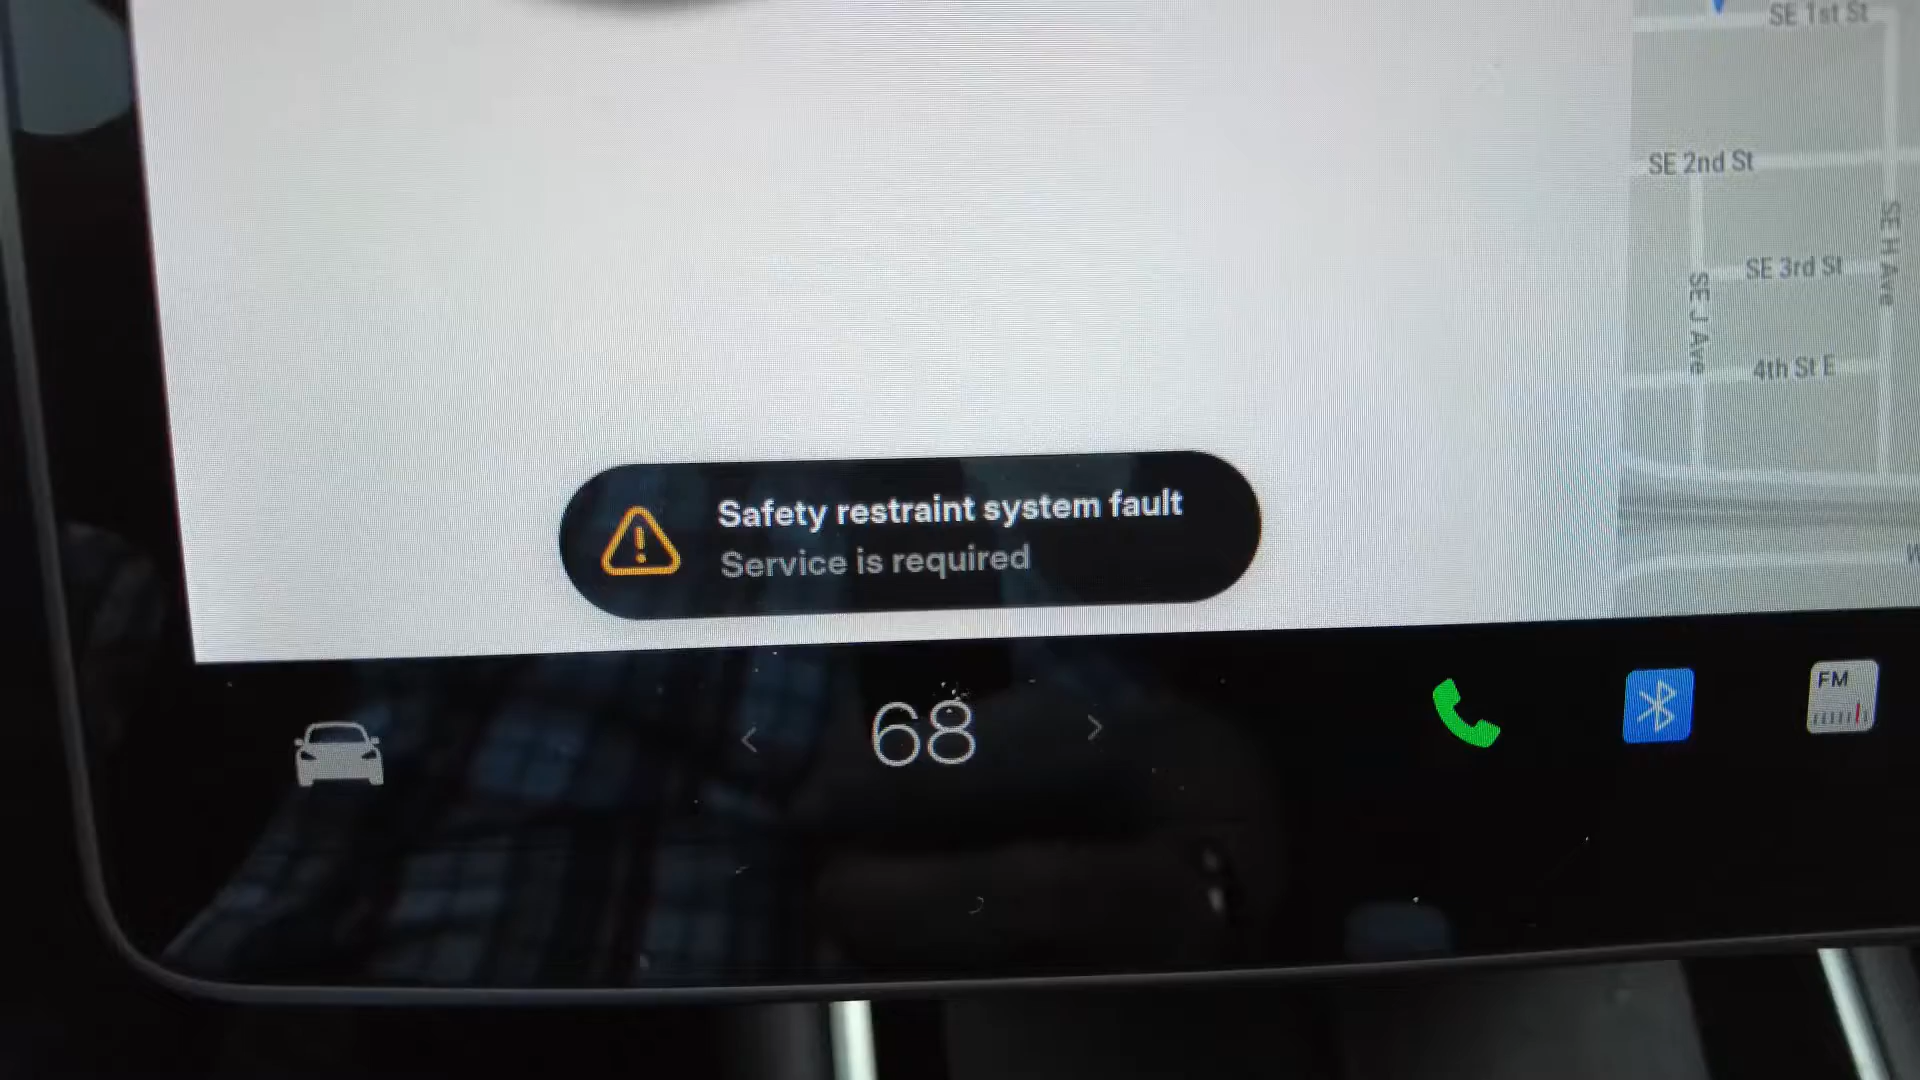 SE 1st St
SE 2nd St
SE H Ave
SE 3rd St
SE J Ave
4th St E
Safety restraint system fault
Service is required
68
FM